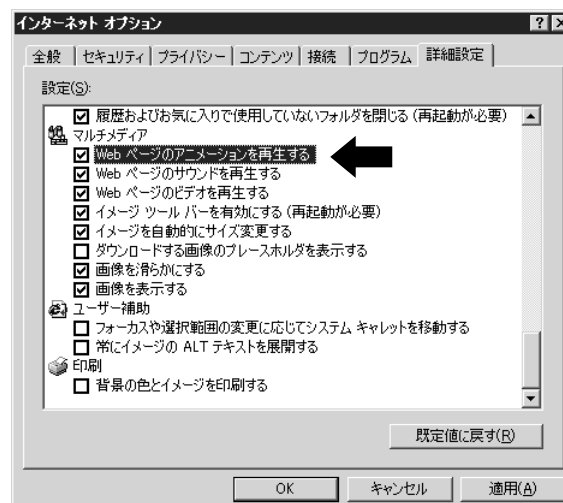 インターネット オプション
全般 セキュリティ プライバシー コンテンツ 接続 プログラム 詳細設定
設定(S):
履歴およびお気に入りで使用していないフォルダを閉じる (再起動が必要)
マルチメディア
Web ページのアニメーションを再生する
Web ページのサウンドを再生する
Web ページのビデオを再生する
イメージ ツール バーを有効にする (再起動が必要)
イメージを自動的にサイズ変更する
ダウンロードする画像のプレースホルダを表示する
画像を滑らかにする
画像を表示する
ユーザー補助
フォーカスや選択範囲の変更に応じてシステム キャレットを移動する
常にイメージの ALT テキストを展開する
印刷
背景の色とイメージを印刷する
既定値に戻す(R)
OK キャンセル 適用(A)